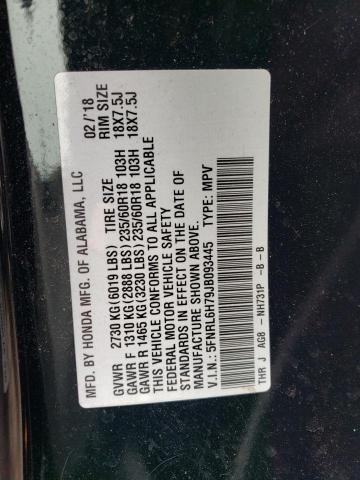 MFD. BY HONDA MFG. OF ALABAMA, LLC 02/'18
TIRE SIZE RIM SIZE
GVWR 2730 KG (6019 LBS)
GAWR F 1310 KG (2888 LBS) 235/60R18 103H 18X7.5J
GAWR R 1465 KG (3230 LBS) 235/60R18 103H 18X7.5J
THIS VEHICLE CONFORMS TO ALL APPLICABLE
FEDERAL MOTOR VEHICLE SAFETY
STANDARDS IN EFFECT ON THE DATE OF
MANUFACTURE SHOWN ABOVE.
V.I.N.: 5FNRL6H79JB093445 TYPE: MPV
THR J AG8 - NH731P -B -B